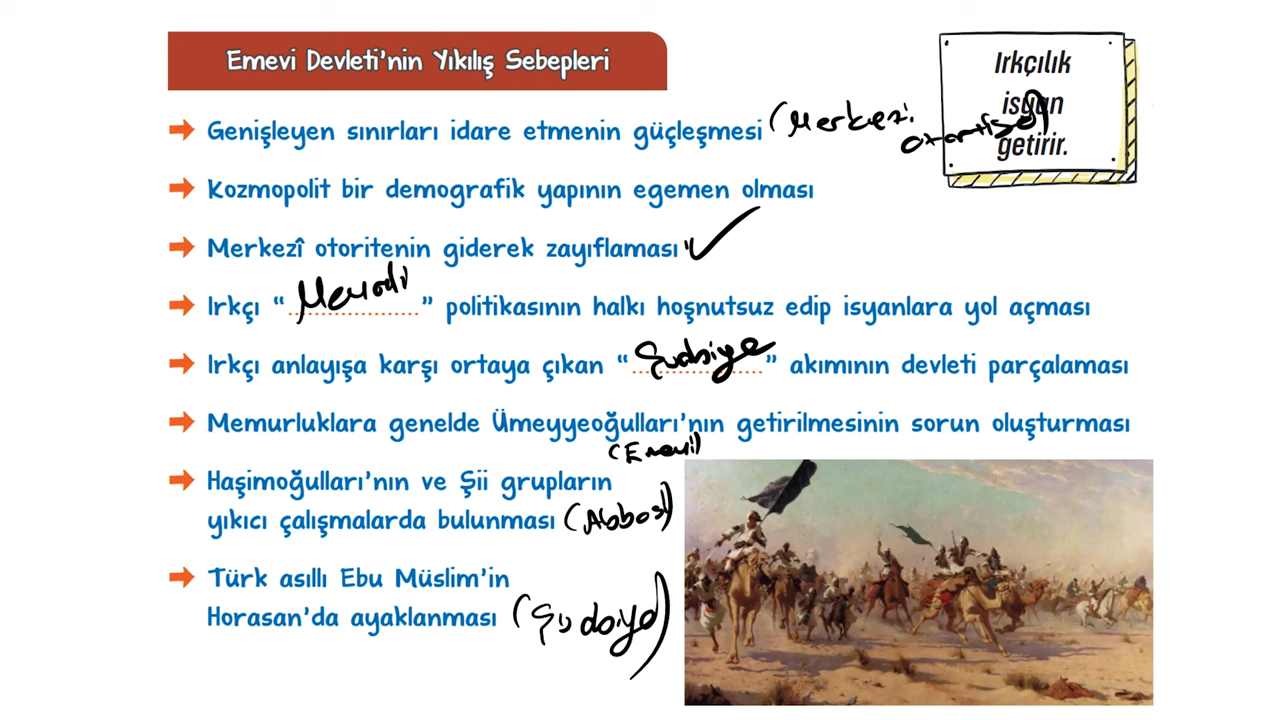 Emevi Devleti'nin Yıkılış Sebepleri
Irkçılık
isyan
getirir.
Genişleyen sınırları idare etmenin güçleşmesi (Merkezi
Kozmopolit bir demografik yapının egemen olması
Merkezî otoritenin giderek zayıflaması
Irkçı “Mevali” politikasının halkı hoşnutsuz edip isyanlara yol açması
Irkçı anlayışa karşı ortaya çıkan “Şuubiye” akımının devleti parçalaması
Memurluklara genelde Ümeyyeoğulları'nın getirilmesinin sorun oluşturması
(Emevi)
Haşimoğulları'nın ve Şii grupların
yıkıcı çalışmalarda bulunması (Abbasi)
Türk asıllı Ebu Müslim'in
Horasan'da ayaklanması